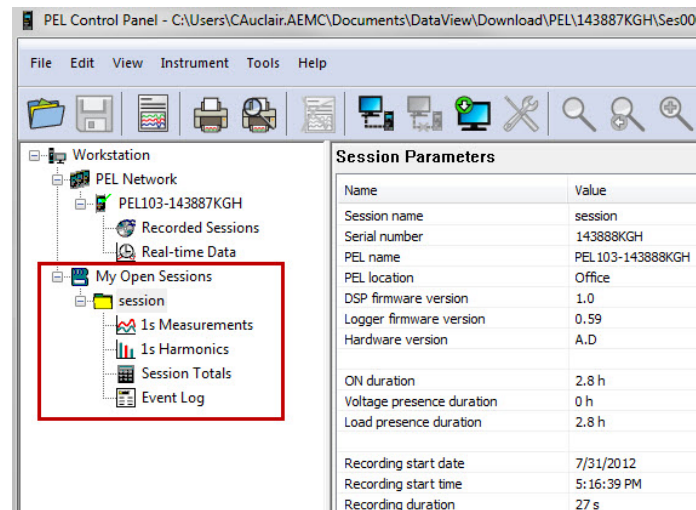 PEL Control Panel - C:\Users\CAuclair.AEMC\Documents\DataView\Download\PEL\143887KGH\Ses00
File Edit View Instrument Tools Help
Workstation
PEL Network
PEL103-143887KGH
Recorded Sessions
Real-time Data
My Open Sessions
session
1s Measurements
1s Harmonics
Session Totals
Event Log
Session Parameters
Name Value
Session name session
Serial number 143888KGH
PEL name PEL103-143888KGH
PEL location Office
DSP firmware version 1.0
Logger firmware version 0.59
Hardware version A.D
ON duration 2.8 h
Voltage presence duration 0 h
Load presence duration 2.8 h
Recording start date 7/31/2012
Recording start time 5:16:39 PM
Recording duration 27 s